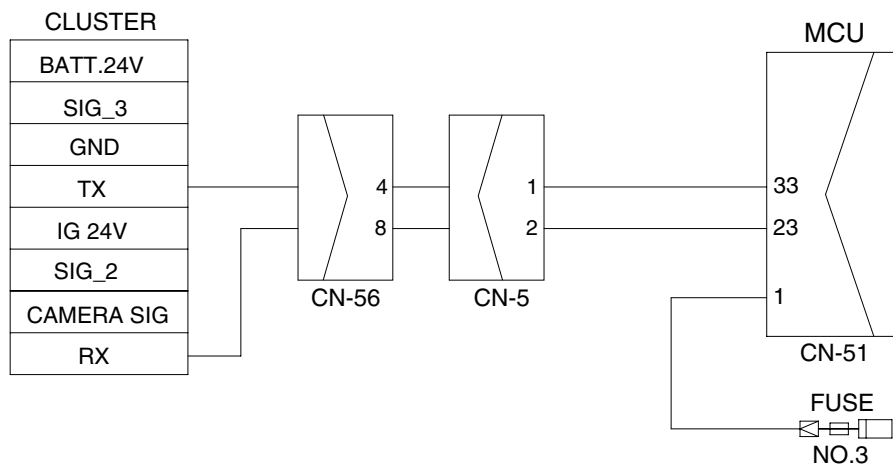 CLUSTER
BATT.24V
SIG_3
GND
TX
IG 24V
SIG_2
CAMERA SIG
RX
4
8
CN-56
1
2
CN-5
MCU
33
23
1
CN-51
FUSE
NO.3